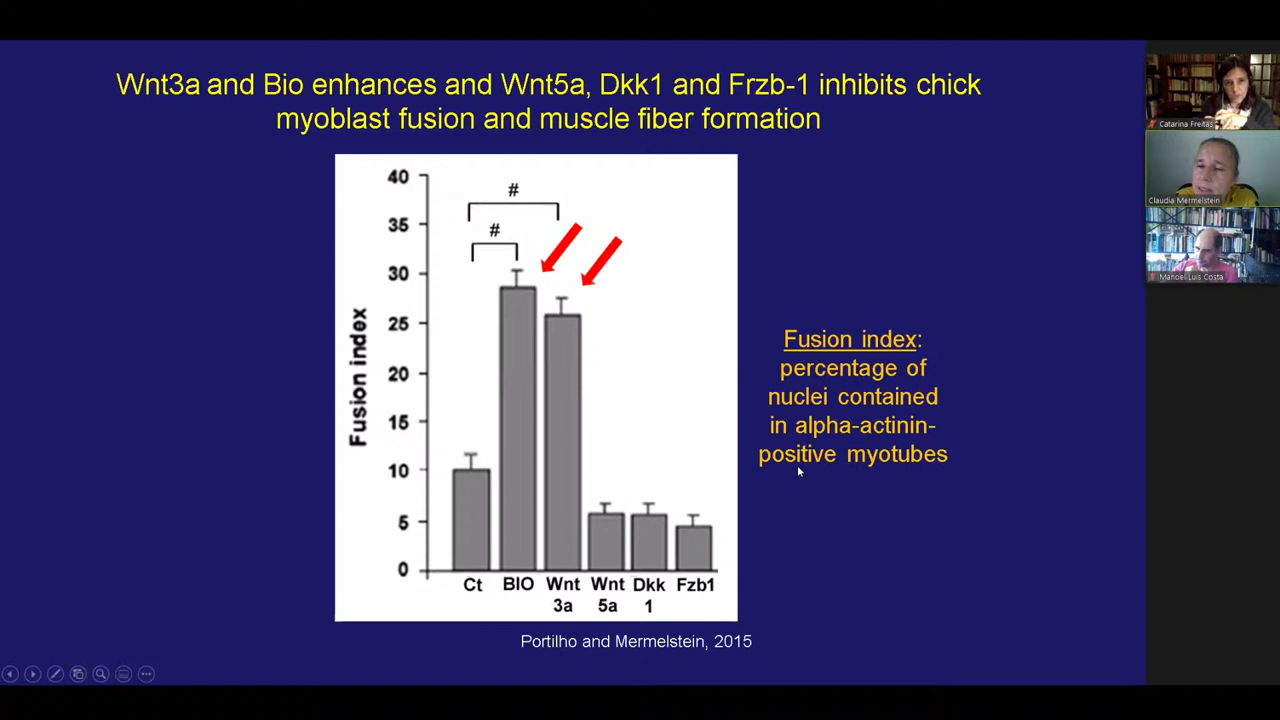 Wnt3a and Bio enhances and Wnt5a, Dkk1 and Frzb-1 inhibits chick
myoblast fusion and muscle fiber formation
40
35
30
25
20
15
10
5
0
Fusion index
#
#
Ct BIO Wnt 3a Wnt 5a Dkk 1 Fzb1
Fusion index:
percentage of
nuclei contained
in alpha-actinin-
positive myotubes
Portilho and Mermelstein, 2015
Catarina Freitas
Claudia Mermelstein
Manoel Luis Costa